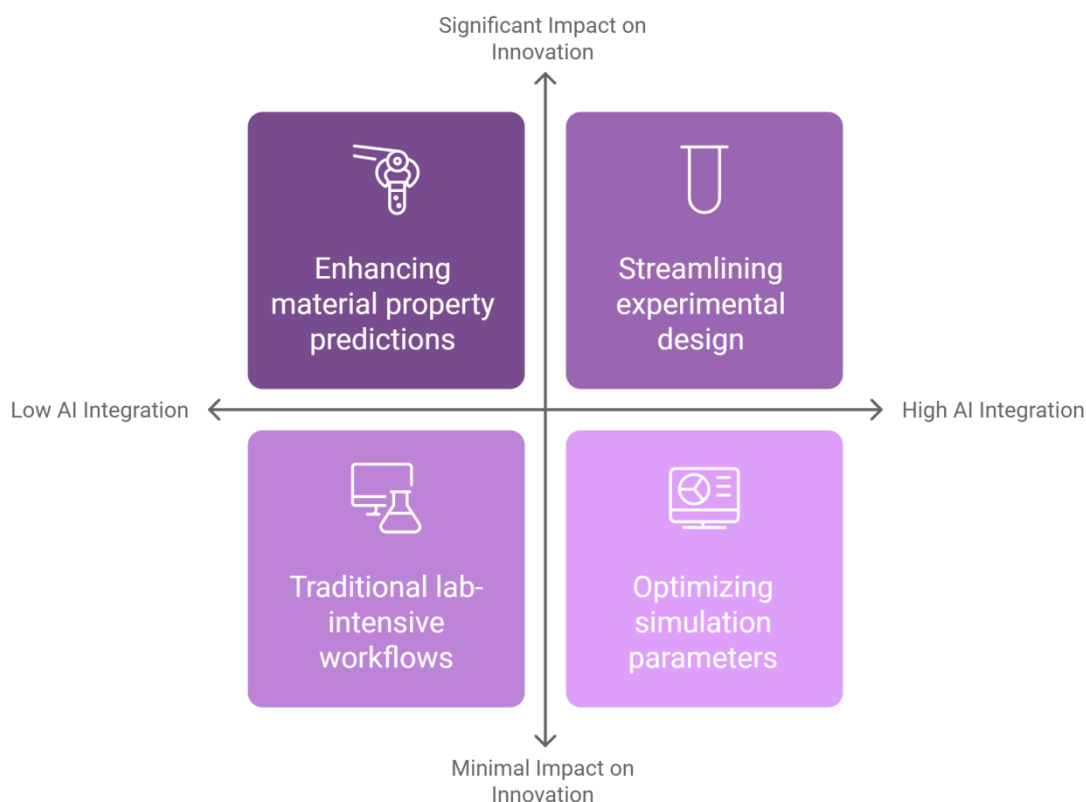 Significant Impact on
Innovation
Enhancing
material property
predictions
Streamlining
experimental
design
Low AI Integration
High AI Integration
Traditional lab-
intensive
workflows
Optimizing
simulation
parameters
Minimal Impact on
Innovation